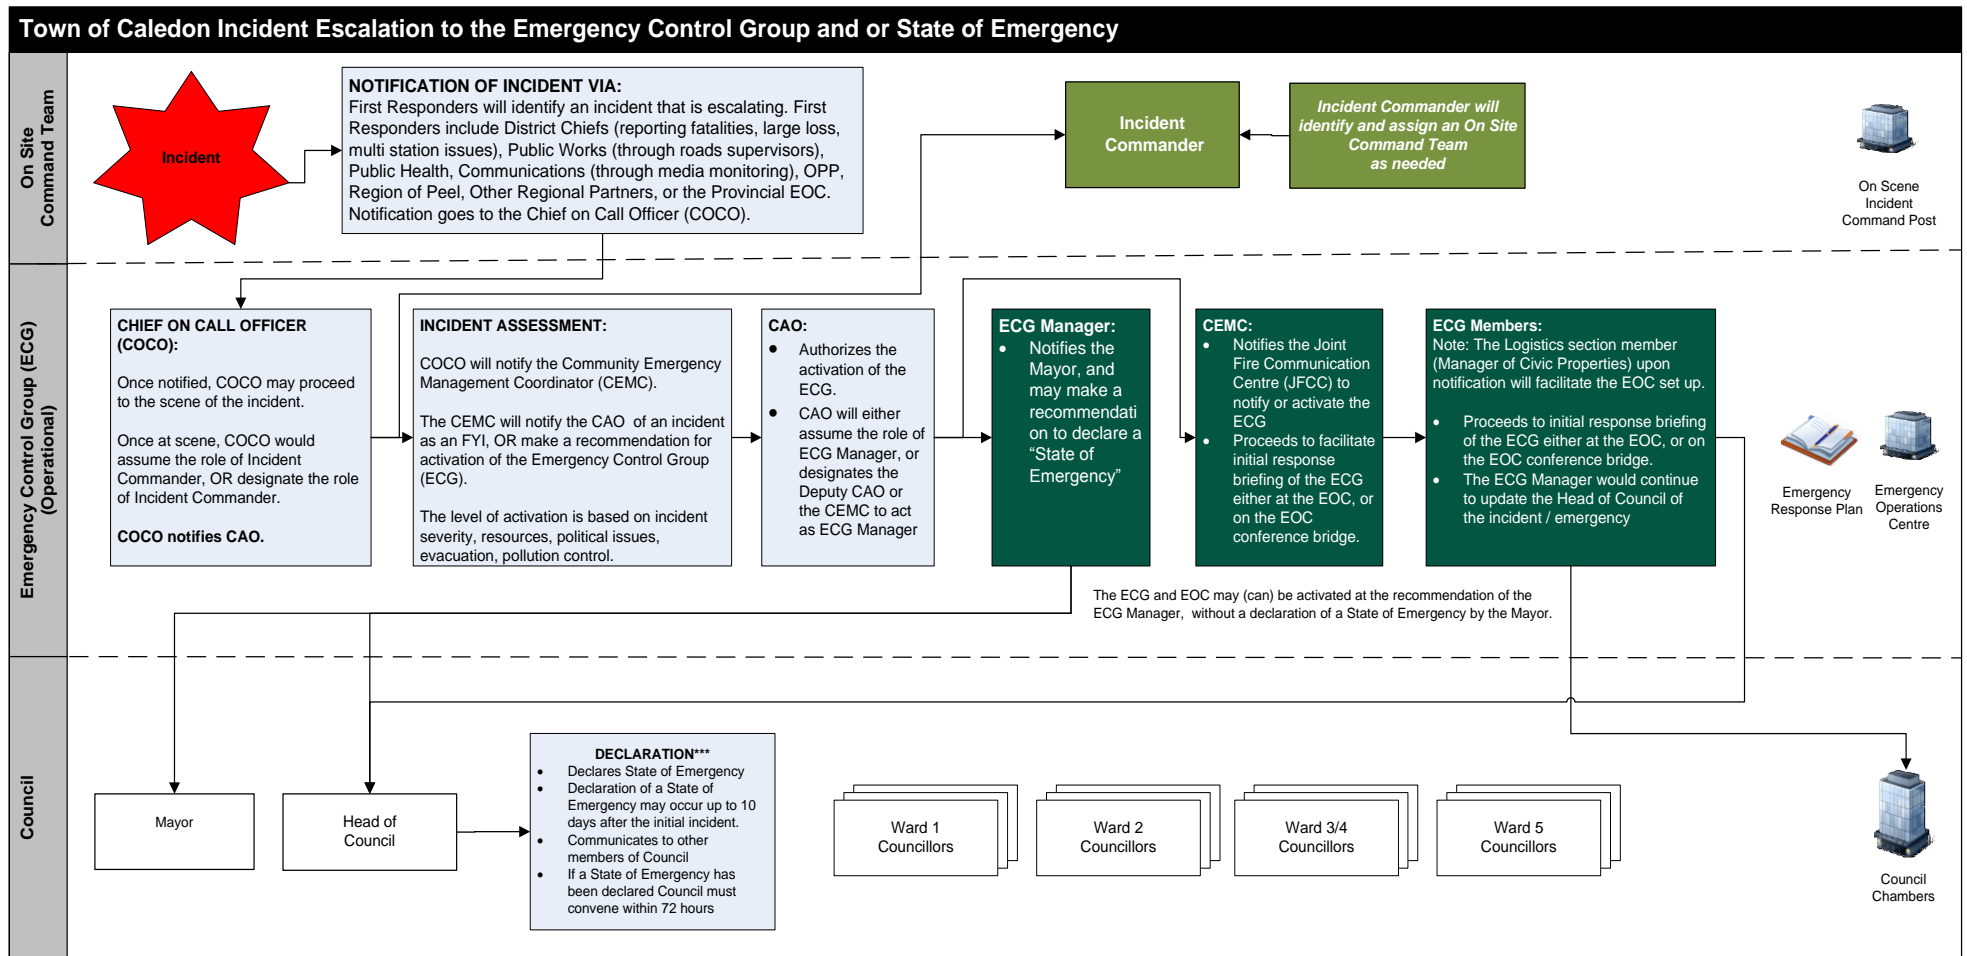 Town of Caledon Incident Escalation to the Emergency Control Group and or State of Emergency
On Site
Command Team
Incident
NOTIFICATION OF INCIDENT VIA:
First Responders will identify an incident that is escalating. First
Responders include District Chiefs (reporting fatalities, large loss,
multi station issues), Public Works (through roads supervisors),
Public Health, Communications (through media monitoring), OPP,
Region of Peel, Other Regional Partners, or the Provincial EOC.
Notification goes to the Chief on Call Officer (COCO).
Incident
Commander
Incident Commander will
identify and assign an On Site
Command Team
as needed
On Scene
Incident
Command Post
Emergency Control Group (ECG)
(Operational)
CHIEF ON CALL OFFICER
(COCO):
Once notified, COCO may proceed
to the scene of the incident.
Once at scene, COCO would
assume the role of Incident
Commander, OR designate the role
of Incident Commander.
COCO notifies CAO.
INCIDENT ASSESSMENT:
COCO will notify the Community Emergency
Management Coordinator (CEMC).
The CEMC will notify the CAO  of an incident
as an FYI, OR make a recommendation for
activation of the Emergency Control Group
(ECG).
The level of activation is based on incident
severity, resources, political issues,
evacuation, pollution control.
CAO:
• Authorizes the
activation of the
ECG.
• CAO will either
assume the role of
ECG Manager, or
designates the
Deputy CAO or
the CEMC to act
as ECG Manager
ECG Manager:
• Notifies the
Mayor, and
may make a
recommendati
on to declare a
“State of
Emergency”
CEMC:
• Notifies the Joint
Fire Communication
Centre (JFCC) to
notify or activate the
ECG
• Proceeds to facilitate
initial response
briefing of the ECG
either at the EOC, or
on the EOC
conference bridge.
ECG Members:
Note: The Logistics section member
(Manager of Civic Properties) upon
notification will facilitate the EOC set up.
• Proceeds to initial response briefing
of the ECG either at the EOC, or on
the EOC conference bridge.
• The ECG Manager would continue
to update the Head of Council of
the incident / emergency
Emergency
Response Plan
Emergency
Operations
Centre
The ECG and EOC may (can) be activated at the recommendation of the
ECG Manager,  without a declaration of a State of Emergency by the Mayor.
Council
Mayor
Head of
Council
DECLARATION***
• Declares State of Emergency
• Declaration of a State of
Emergency may occur up to 10
days after the initial incident.
• Communicates to other
members of Council
• If a State of Emergency has
been declared Council must
convene within 72 hours
Ward 1
Councillors
Ward 2
Councillors
Ward 3/4
Councillors
Ward 5
Councillors
Council
Chambers